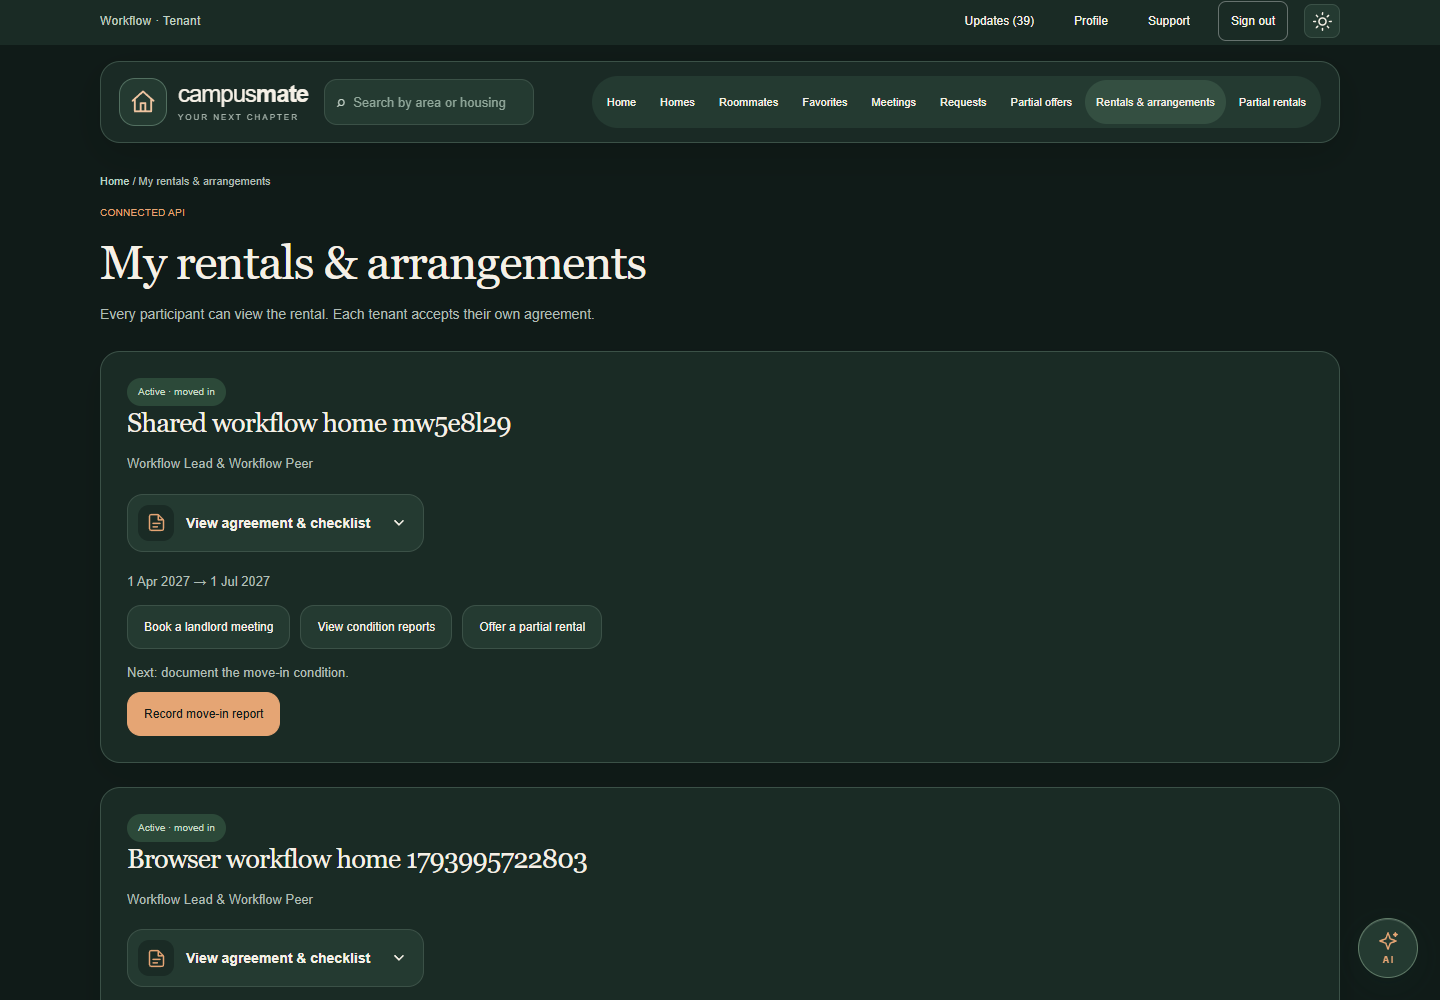 Workflow · Tenant
Updates (39)
Profile
Support
Sign out
campusmate
YOUR NEXT CHAPTER
Search by area or housing
Home
Homes
Roommates
Favorites
Meetings
Requests
Partial offers
Rentals & arrangements
Partial rentals
Home / My rentals & arrangements
CONNECTED API
My rentals & arrangements
Every participant can view the rental. Each tenant accepts their own agreement.
Active · moved in
Shared workflow home mw5e8l29
Workflow Lead & Workflow Peer
View agreement & checklist
1 Apr 2027 → 1 Jul 2027
Book a landlord meeting
View condition reports
Offer a partial rental
Next: document the move-in condition.
Record move-in report
Active · moved in
Browser workflow home 1793995722803
Workflow Lead & Workflow Peer
View agreement & checklist
AI